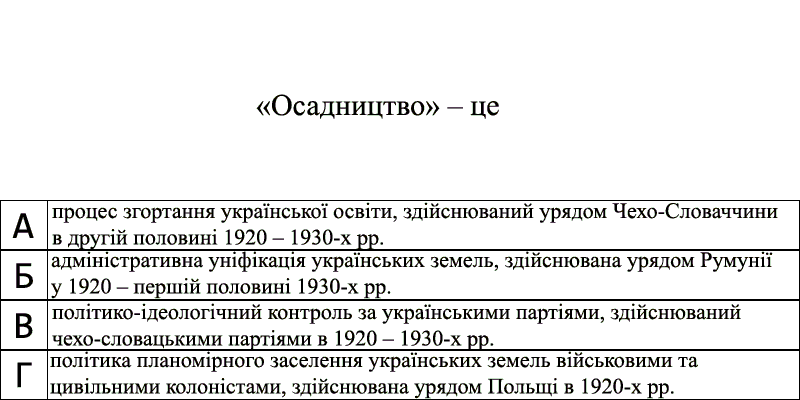 «Осадництво» – це
А процес згортання української освіти, здійснюваний урядом Чехо-Словаччини
в другій половині 1920 – 1930-х рр.
Б адміністративна уніфікація українських земель, здійснювана урядом Румунії
у 1920 – першій половині 1930-х рр.
В політико-ідеологічний контроль за українськими партіями, здійснюваний
чехо-словацькими партіями в 1920 – 1930-х рр.
Г політика планомірного заселення українських земель військовими та
цивільними колоністами, здійснювана урядом Польщі в 1920-х рр.